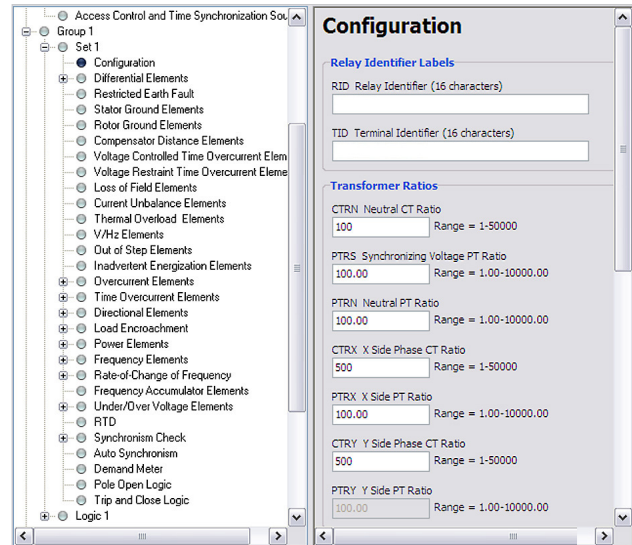 Access Control and Time Synchronization Sou
Group 1
Set 1
Configuration
Differential Elements
Restricted Earth Fault
Stator Ground Elements
Rotor Ground Elements
Compensator Distance Elements
Voltage Controlled Time Overcurrent Elem
Voltage Restraint Time Overcurrent Eleme
Loss of Field Elements
Current Unbalance Elements
Thermal Overload Elements
V/Hz Elements
Out of Step Elements
Inadvertent Energization Elements
Overcurrent Elements
Time Overcurrent Elements
Directional Elements
Load Encroachment
Power Elements
Frequency Elements
Rate-of-Change of Frequency
Frequency Accumulator Elements
Under/Over Voltage Elements
RTD
Synchronism Check
Auto Synchronism
Demand Meter
Pole Open Logic
Trip and Close Logic
Logic 1
Configuration
Relay Identifier Labels
RID Relay Identifier (16 characters)
TID Terminal Identifier (16 characters)
Transformer Ratios
CTRN Neutral CT Ratio
100 Range = 1-50000
PTRS Synchronizing Voltage PT Ratio
100.00 Range = 1.00-10000.00
PTRN Neutral PT Ratio
100.00 Range = 1.00-10000.00
CTRX X Side Phase CT Ratio
500 Range = 1-50000
PTRX X Side PT Ratio
100.00 Range = 1.00-10000.00
CTRY Y Side Phase CT Ratio
500 Range = 1-50000
PTRY Y Side PT Ratio
100.00 Range = 1.00-10000.00